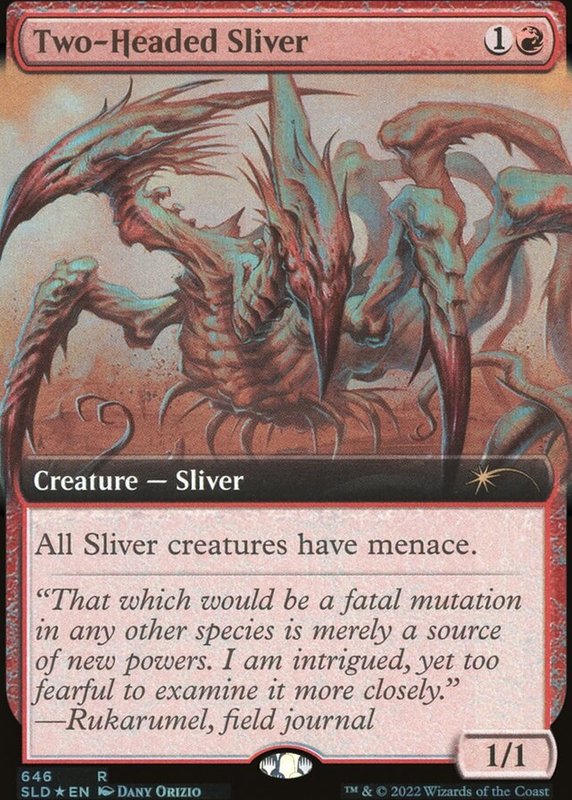 Two-Headed Sliver 1
Creature — Sliver
All Sliver creatures have menace.
“That which would be a fatal mutation
in any other species is merely a source
of new powers. I am intrigued, yet too
fearful to examine it more closely.”
—Rukarumel, field journal
1/1
646 R
SLD★EN Dany Orizio
™ & © 2022 Wizards of the Coast